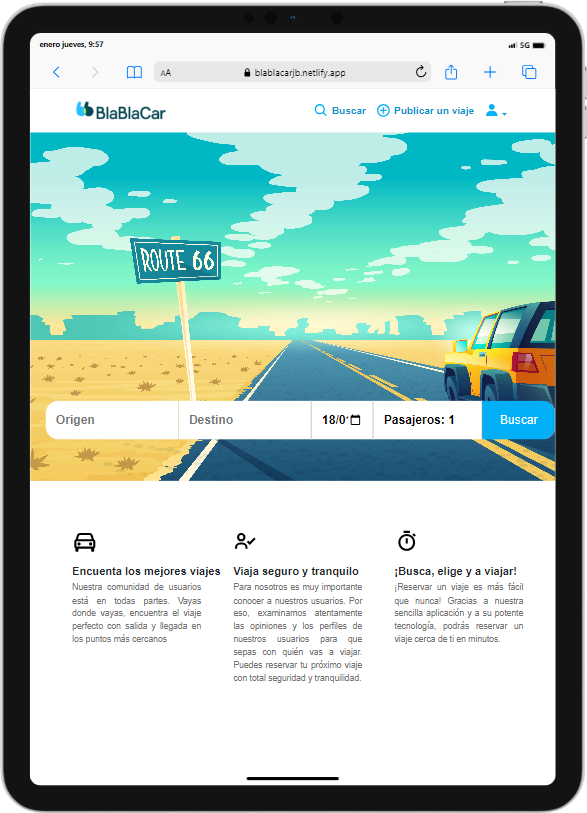 enero jueves, 9:57
5G
AA
blablacarjb.netlify.app
BlaBlaCar
Buscar
Publicar un viaje
ROUTE 66
Origen
Destino
18/0
Pasajeros: 1
Buscar
Encuenta los mejores viajes
Nuestra comunidad de usuarios
está en todas partes. Vayas
donde vayas, encuentra el viaje
perfecto con salida y llegada en
los puntos más cercanos
Viaja seguro y tranquilo
Para nosotros es muy importante
conocer a nuestros usuarios. Por
eso, examinamos atentamente
las opiniones y los perfiles de
nuestros usuarios para que
sepas con quién vas a viajar.
Puedes reservar tu próximo viaje
con total seguridad y tranquilidad.
¡Busca, elige y a viajar!
¡Reservar un viaje es más fácil
que nunca! Gracias a nuestra
sencilla aplicación y a su potente
tecnología, podrás reservar un
viaje cerca de ti en minutos.